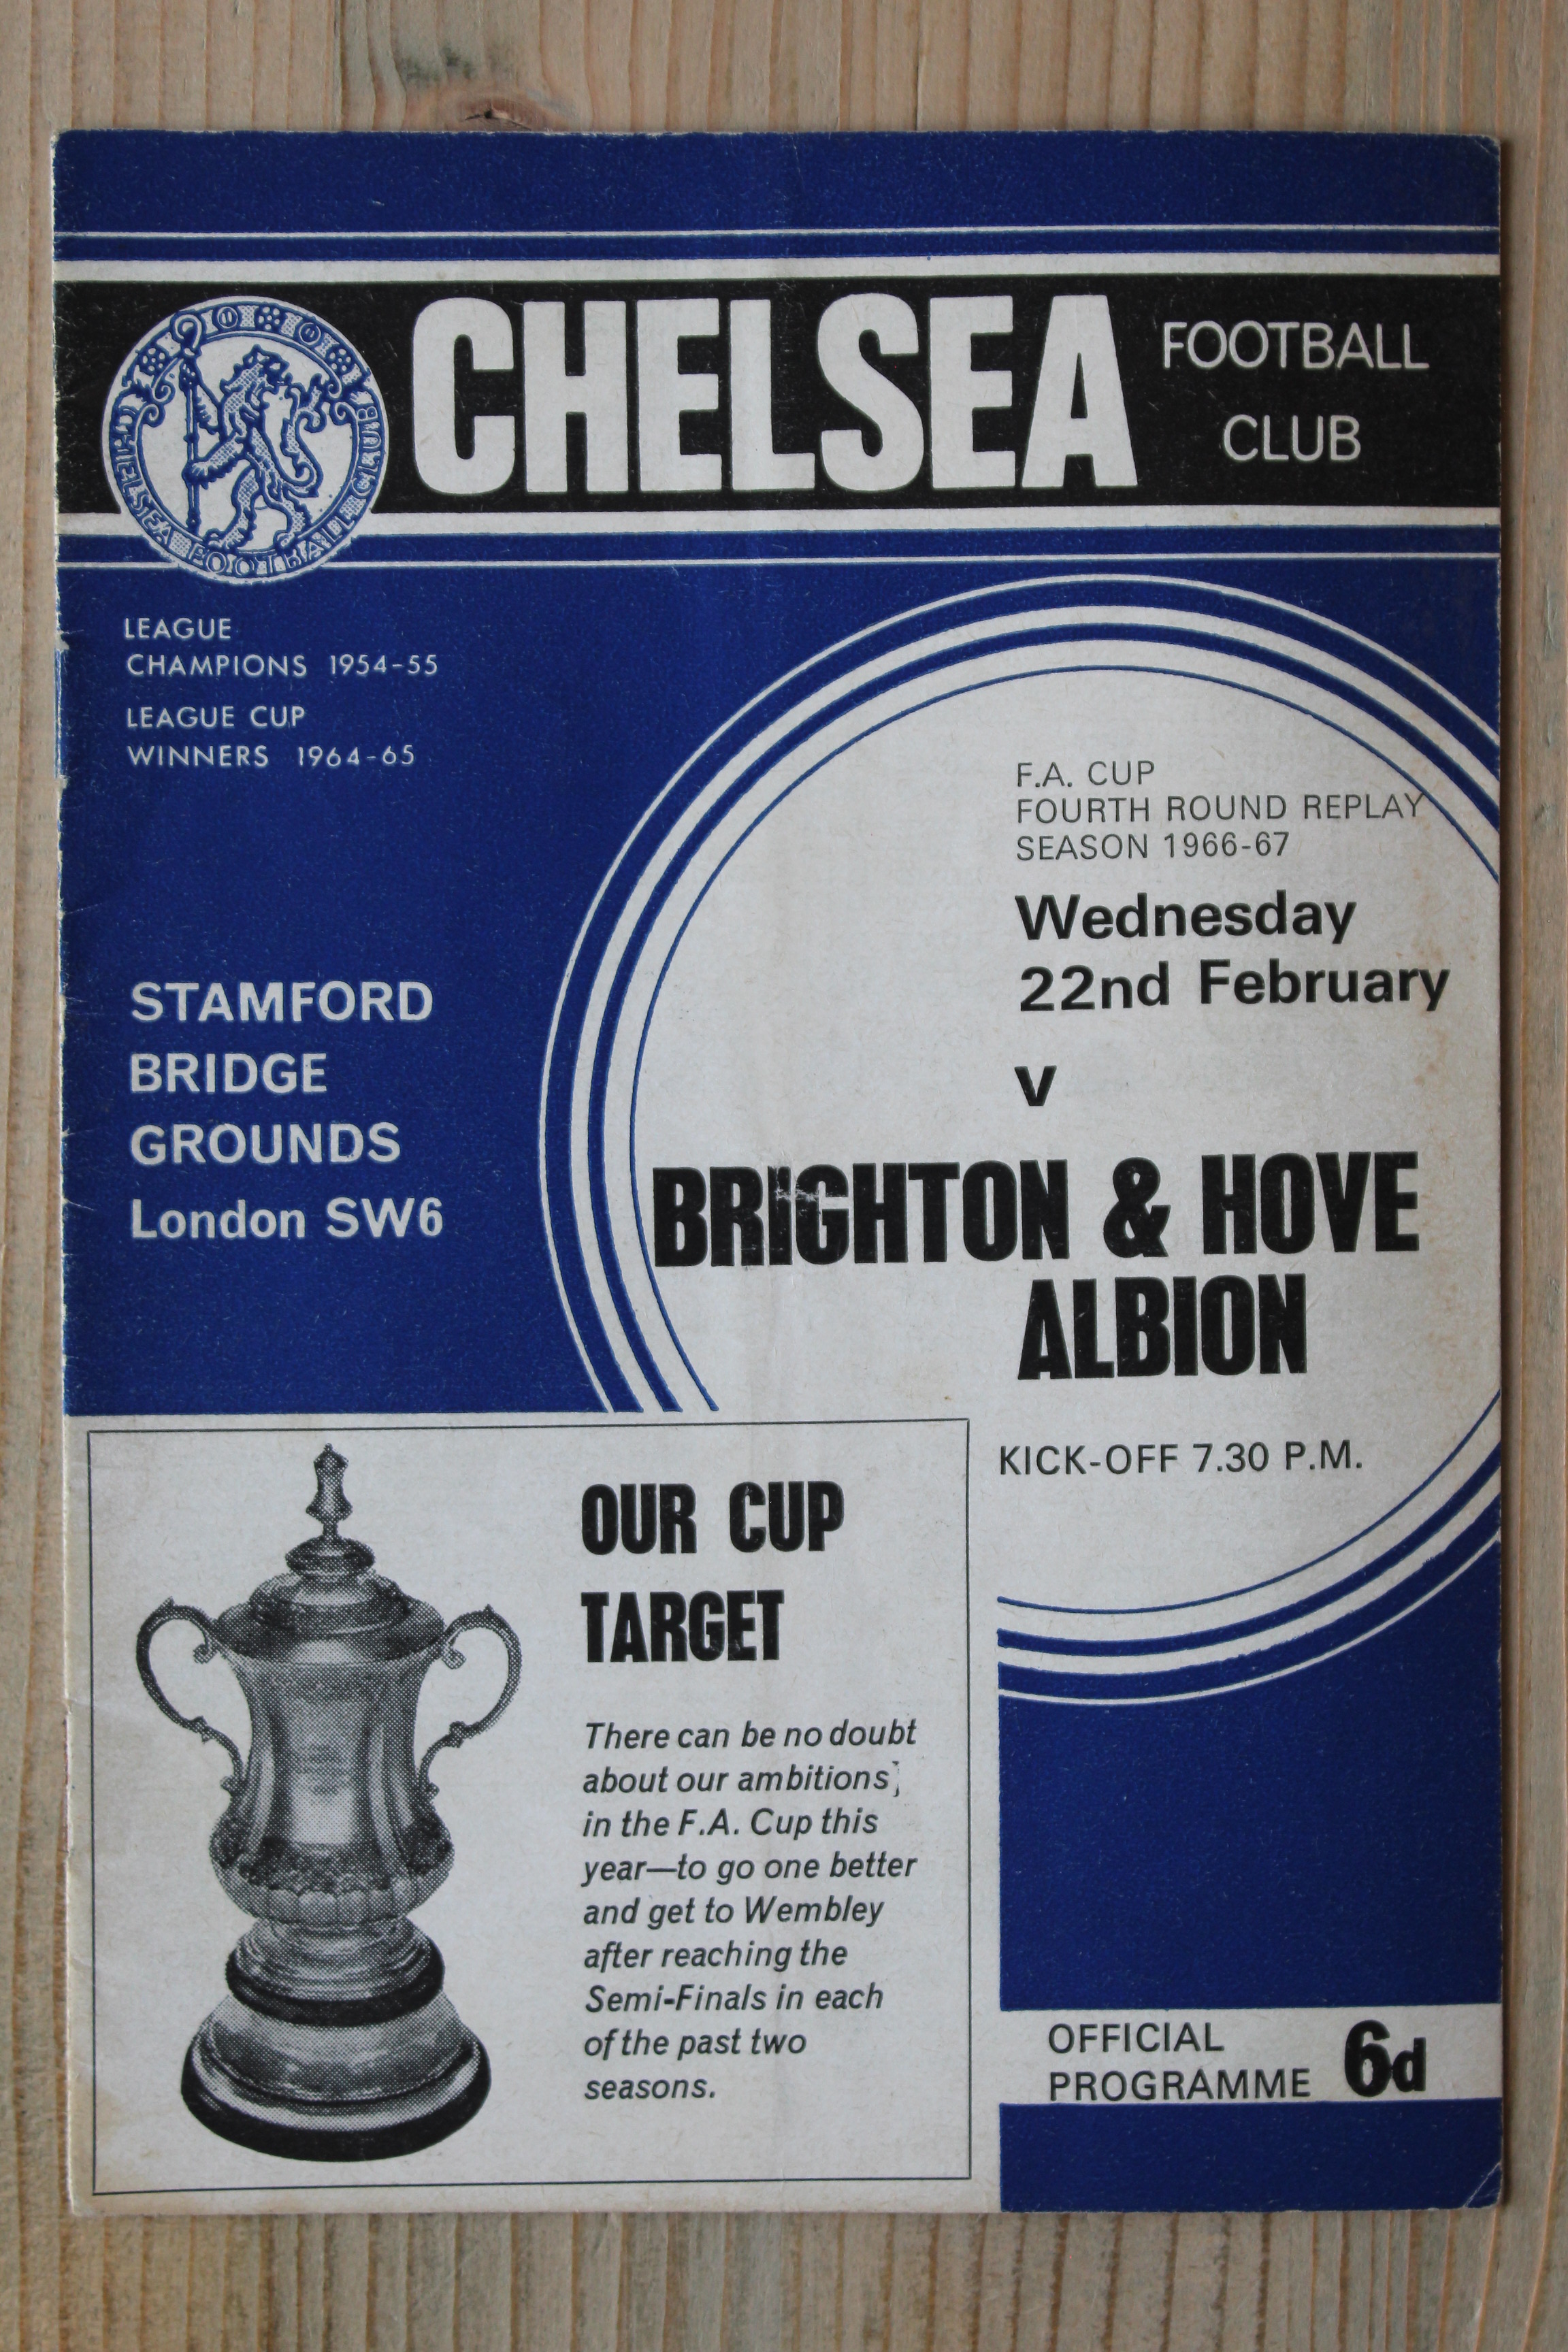 CHELSEA
FOOTBALL
CLUB
CHELSEA FOOTBALL CLUB
LEAGUE
CHAMPIONS 1954-55
LEAGUE CUP
WINNERS 1964-65
F.A. CUP
FOURTH ROUND REPLAY
SEASON 1966-67
Wednesday
22nd February
v
BRIGHTON & HOVE
ALBION
KICK-OFF 7.30 P.M.
STAMFORD
BRIDGE
GROUNDS
London SW6
OUR CUP
TARGET
There can be no doubt
about our ambitions,
in the F.A. Cup this
year—to go one better
and get to Wembley
after reaching the
Semi-Finals in each
of the past two
seasons.
OFFICIAL
PROGRAMME 6d